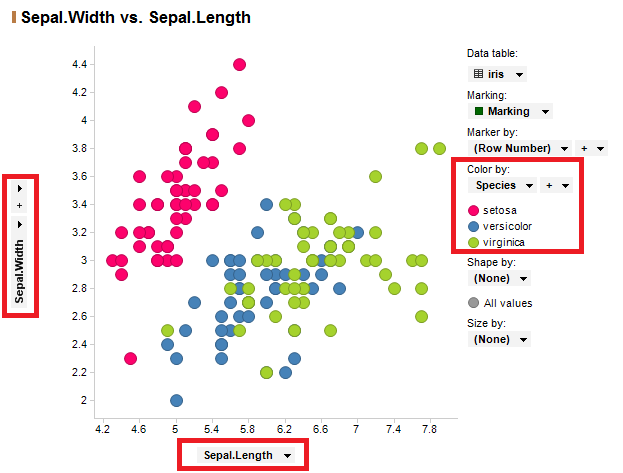 Sepal.Width vs. Sepal.Length
4.4
4.2
4
3.8
3.6
3.4
3.2
3
2.8
2.6
2.4
2.2
2
Sepal.Width
+
4.2 4.6 5 5.4 5.8 6.2 6.6 7 7.4 7.8
Sepal.Length
Data table:
iris
Marking:
Marking
Marker by:
(Row Number) +
Color by:
Species +
setosa
versicolor
virginica
Shape by:
(None)
All values
Size by:
(None)